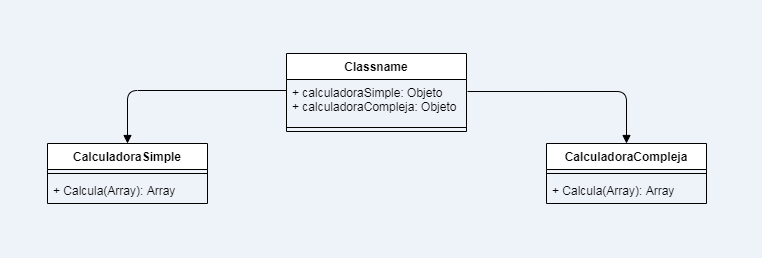 Classname
+ calculadoraSimple: Objeto
+ calculadoraCompleja: Objeto
CalculadoraSimple
+ Calcula(Array): Array
CalculadoraCompleja
+ Calcula(Array): Array